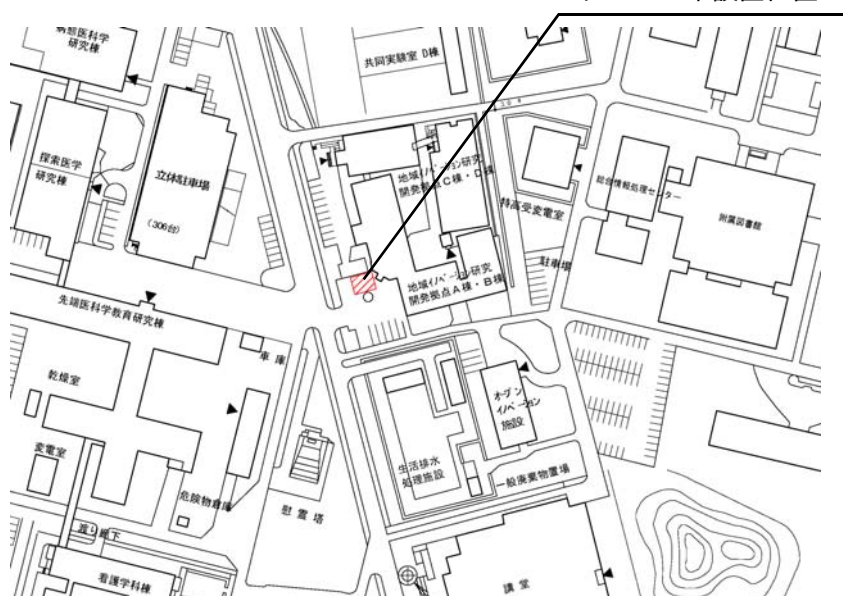 病態医科学
研究棟
共同実験室 D棟
探索医学
研究棟
立体駐車場
(306台)
地域イノベーション研究
開発拠点C棟・D棟
特高受変電室
総合情報処理センター
附属図書館
駐車場
地域イノベーション研究
開発拠点A棟・B棟
先端医科学教育研究棟
車庫
乾燥室
オープン
イノベーション
施設
変電室
生活排水
処理施設
一般廃棄物置場
危険物倉庫
慰霊塔
渡り廊下
看護学科棟
講堂